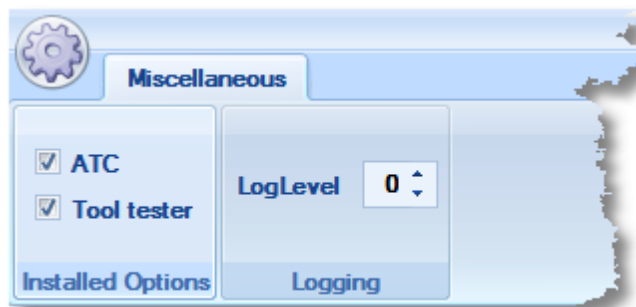 Miscellaneous
ATC
Tool tester
Installed Options
LogLevel 0
Logging